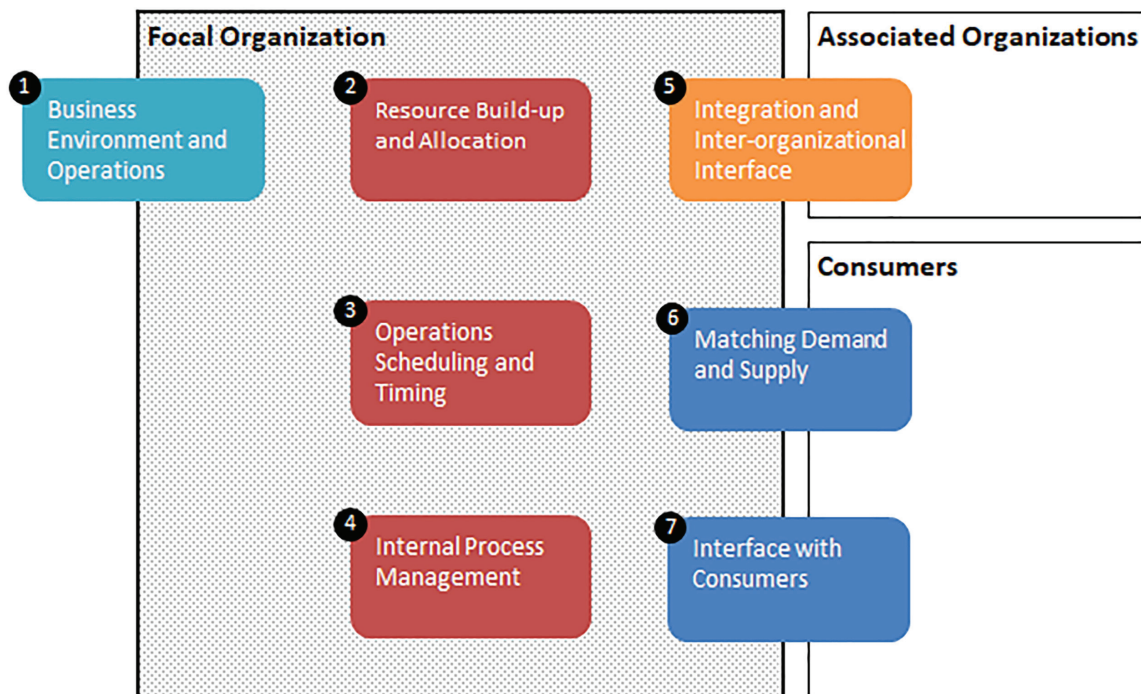 Focal Organization
Associated Organizations
1
Business
Environment and
Operations
2
Resource Build-up
and Allocation
5
Integration and
Inter-organizational
Interface
Consumers
3
Operations
Scheduling and
Timing
6
Matching Demand
and Supply
4
Internal Process
Management
7
Interface with
Consumers